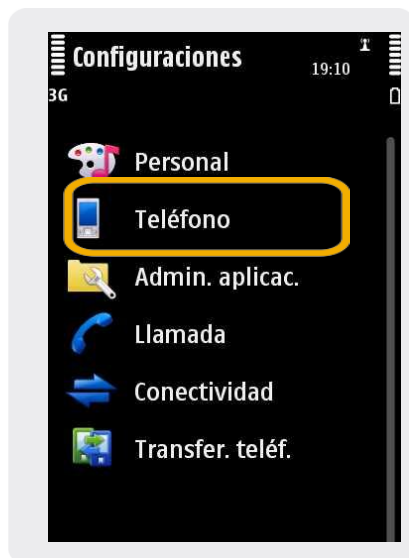 Configuraciones
19:10
3G
Personal
Teléfono
Admin. aplicac.
Llamada
Conectividad
Transfer. teléf.